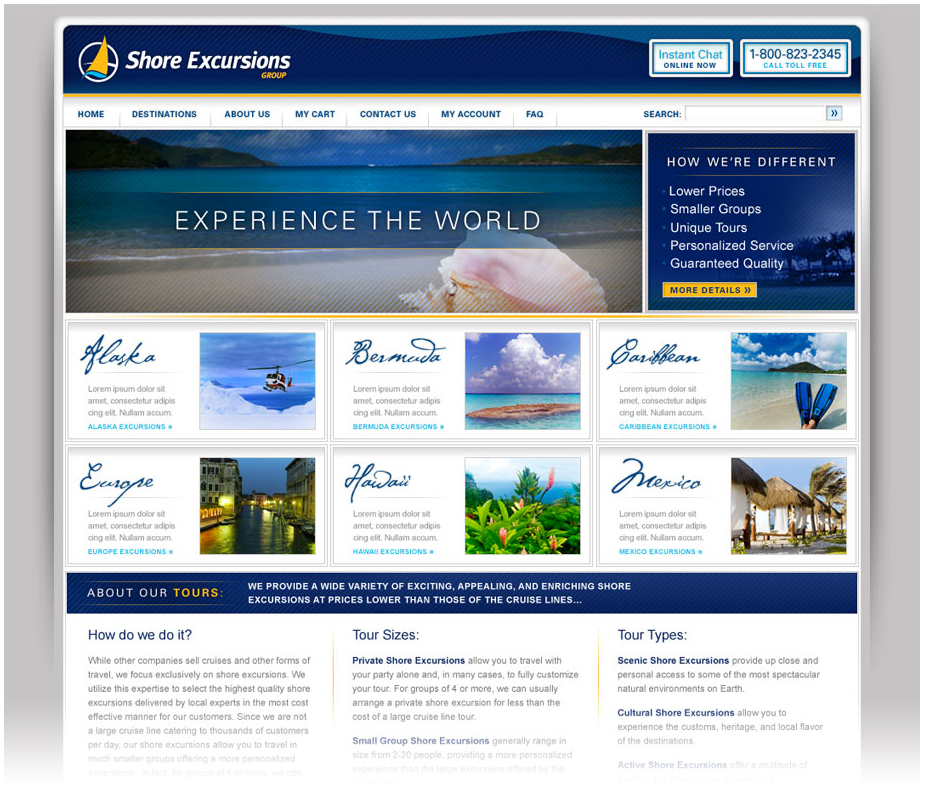 Shore Excursions
GROUP
Instant Chat
ONLINE NOW
1-800-823-2345
CALL TOLL FREE
HOME DESTINATIONS ABOUT US MY CART CONTACT US MY ACCOUNT FAQ SEARCH: »
EXPERIENCE THE WORLD
HOW WE'RE DIFFERENT
Lower Prices
Smaller Groups
Unique Tours
Personalized Service
Guaranteed Quality
MORE DETAILS »
Alaska
Lorem ipsum dolor sit
amet, consectetur adipis
cing elit. Nullam accum.
ALASKA EXCURSIONS »
Bermuda
Lorem ipsum dolor sit
amet, consectetur adipis
cing elit. Nullam accum.
BERMUDA EXCURSIONS »
Caribbean
Lorem ipsum dolor sit
amet, consectetur adipis
cing elit. Nullam accum.
CARIBBEAN EXCURSIONS »
Europe
Lorem ipsum dolor sit
amet, consectetur adipis
cing elit. Nullam accum.
EUROPE EXCURSIONS »
Hawaii
Lorem ipsum dolor sit
amet, consectetur adipis
cing elit. Nullam accum.
HAWAII EXCURSIONS »
Mexico
Lorem ipsum dolor sit
amet, consectetur adipis
cing elit. Nullam accum.
MEXICO EXCURSIONS »
ABOUT OUR TOURS:
WE PROVIDE A WIDE VARIETY OF EXCITING, APPEALING, AND ENRICHING SHORE
EXCURSIONS AT PRICES LOWER THAN THOSE OF THE CRUISE LINES...
How do we do it?
While other companies sell cruises and other forms of
travel, we focus exclusively on shore excursions. We
utilize this expertise to select the highest quality shore
excursions delivered by local experts in the most cost
effective manner for our customers. Since we are not
a large cruise line catering to thousands of customers
per day, our shore excursions allow you to travel in
much smaller groups offering a more personalized
experience... In fact, for groups of 4 or more, we can
Tour Sizes:
Private Shore Excursions allow you to travel with
your party alone and, in many cases, to fully customize
your tour. For groups of 4 or more, we can usually
arrange a private shore excursion for less than the
cost of a large cruise line tour.
Small Group Shore Excursions generally range in
size from 2-20 people, providing a more personalized
experience than the large excursions offered by the
Tour Types:
Scenic Shore Excursions provide up close and
personal access to some of the most spectacular
natural environments on Earth.
Cultural Shore Excursions allow you to
experience the customs, heritage, and local flavor
of the destinations.
Active Shore Excursions offer a multitude of